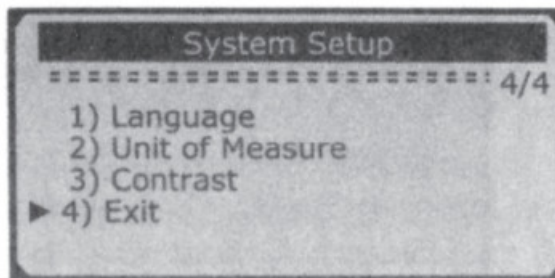 System Setup
4/4
1) Language
2) Unit of Measure
3) Contrast
4) Exit